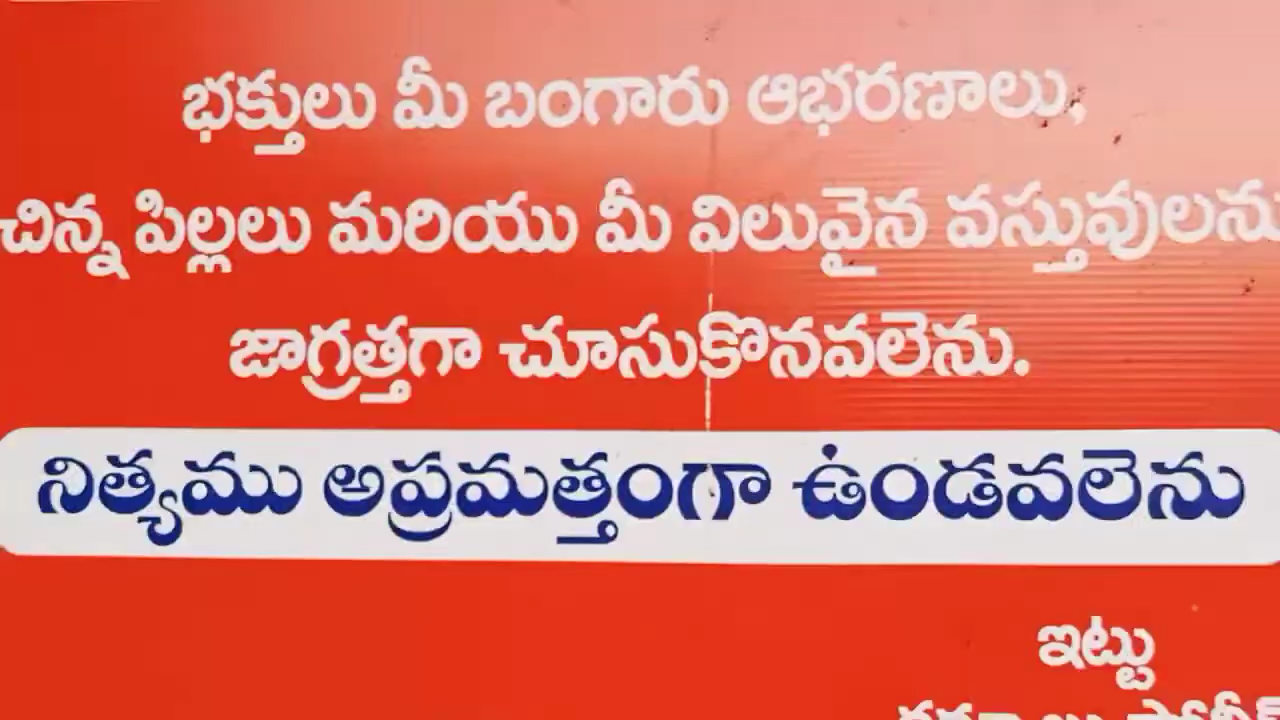 భక్తులు మీ బంగారు ఆభరణాలు,
చిన్న పిల్లలు మరియు మీ విలువైన వస్తువులను
జాగ్రత్తగా చూసుకొనవలెను.
నిత్యము అప్రమత్తంగా ఉండవలెను
ఇట్టు